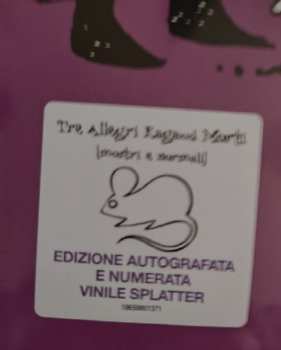 Tre Allegri Ragazzi Morti
[mostri e normali]
EDIZIONE AUTOGRAFATA
E NUMERATA
VINILE SPLATTER